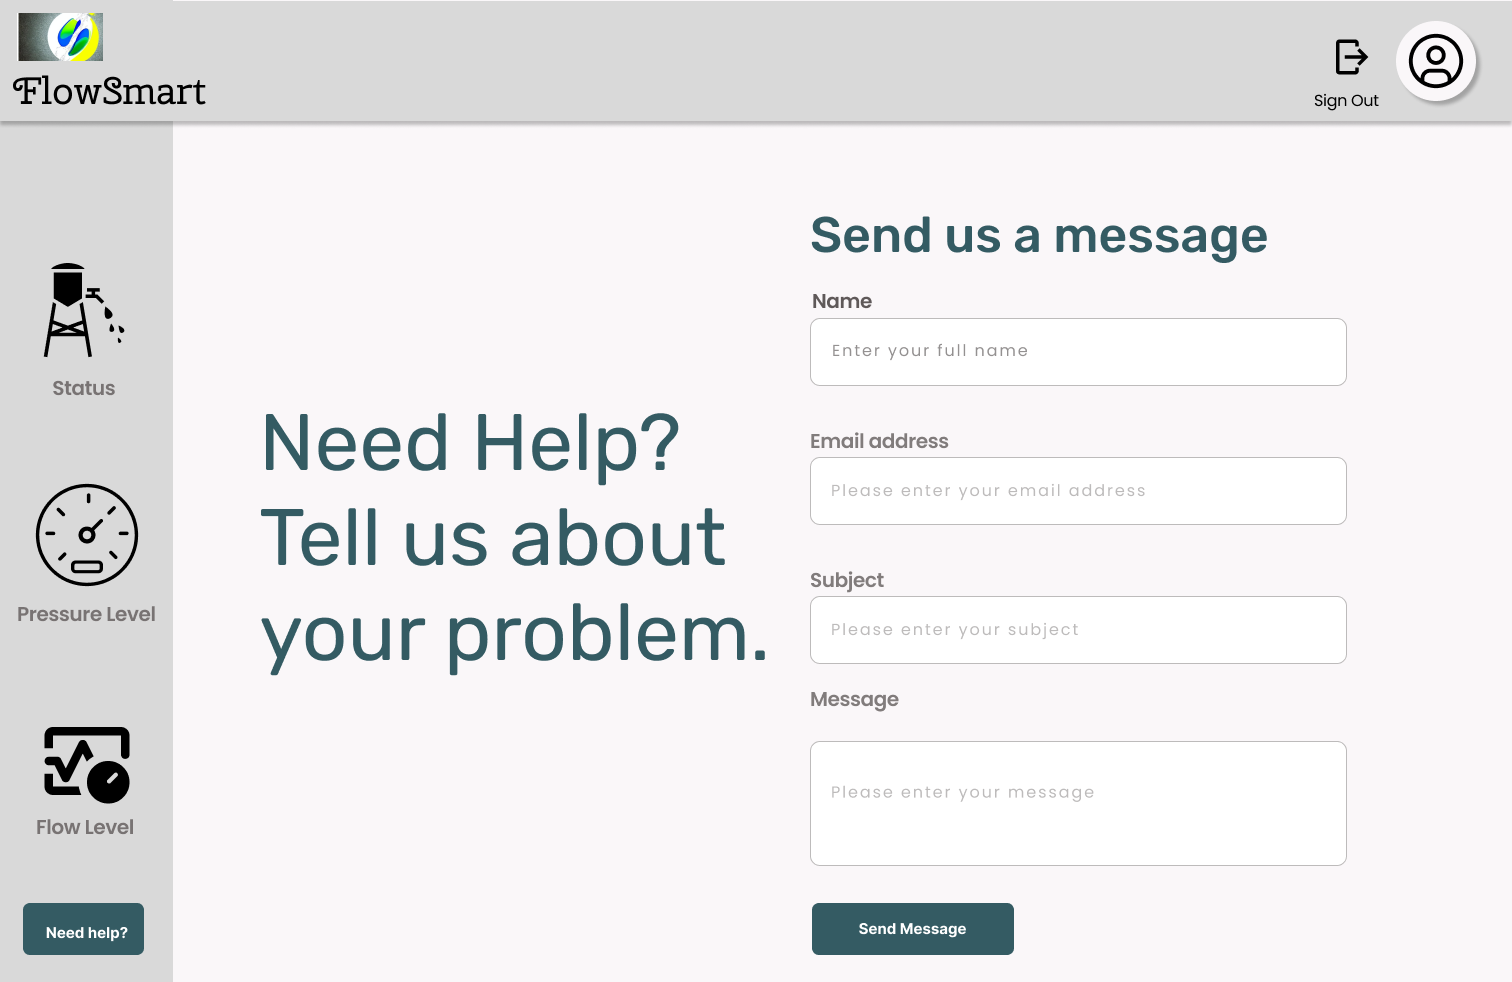 FlowSmart
Sign Out
Status
Pressure Level
Flow Level
Need help?
Need Help?
Tell us about
your problem.
Send us a message
Name
Enter your full name
Email address
Please enter your email address
Subject
Please enter your subject
Message
Please enter your message
Send Message